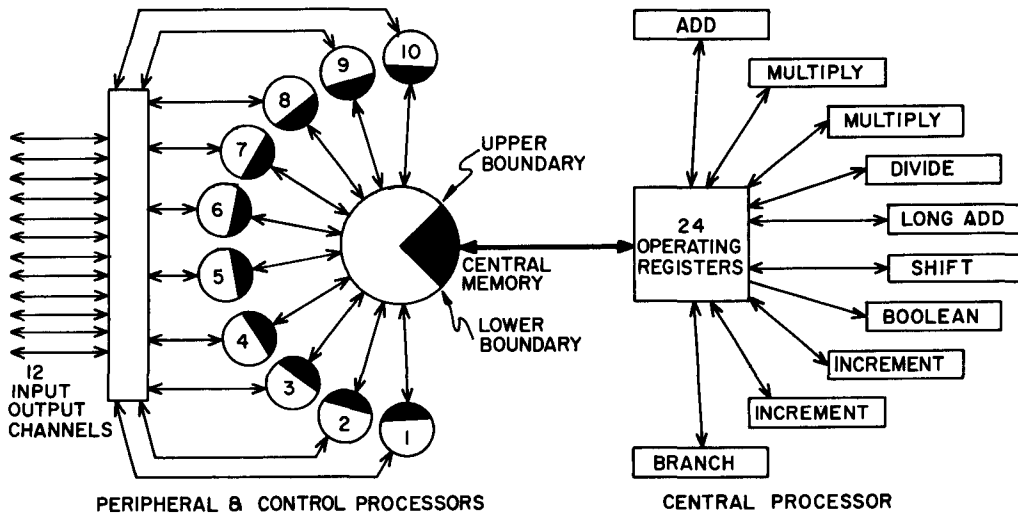 10
9
8
7
6
5
4
3
2
1
12
INPUT
OUTPUT
CHANNELS
UPPER
BOUNDARY
CENTRAL
MEMORY
LOWER
BOUNDARY
PERIPHERAL & CONTROL PROCESSORS
ADD
MULTIPLY
MULTIPLY
DIVIDE
LONG ADD
SHIFT
BOOLEAN
INCREMENT
INCREMENT
BRANCH
24
OPERATING
REGISTERS
CENTRAL PROCESSOR